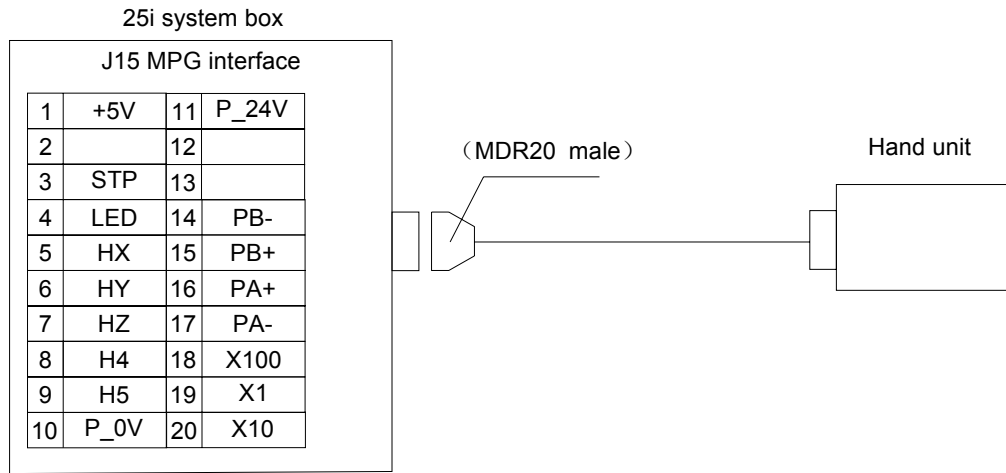 25i system box
J15 MPG interface
1 +5V 11 P_24V
2 12
3 STP 13
4 LED 14 PB-
5 HX 15 PB+
6 HY 16 PA+
7 HZ 17 PA-
8 H4 18 X100
9 H5 19 X1
10 P_0V 20 X10
（MDR20 male）
Hand unit